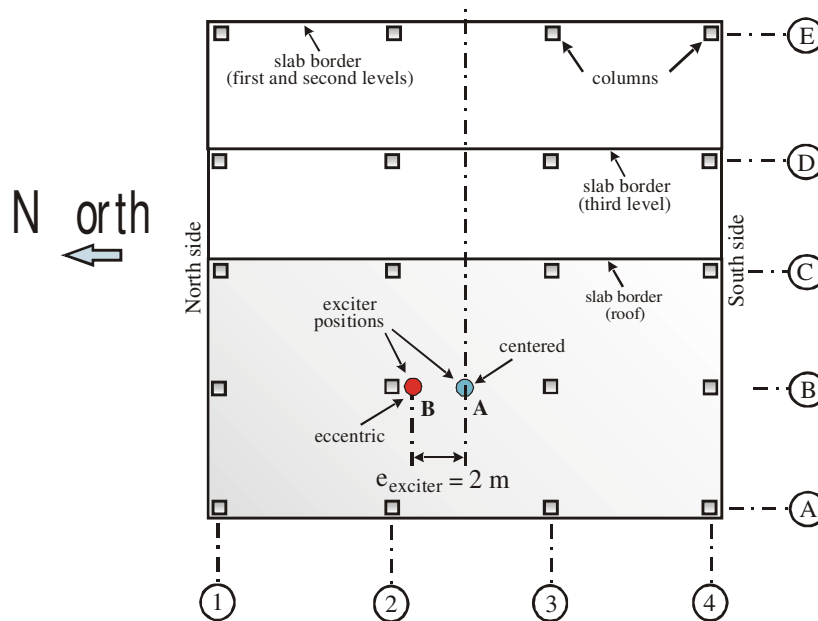 E
slab border
(first and second levels)
columns
D
slab border
(third level)
N orth
North side
South side
C
slab border
(roof)
exciter
positions
centered
B
B
A
eccentric
e exciter = 2 m
A
1
2
3
4